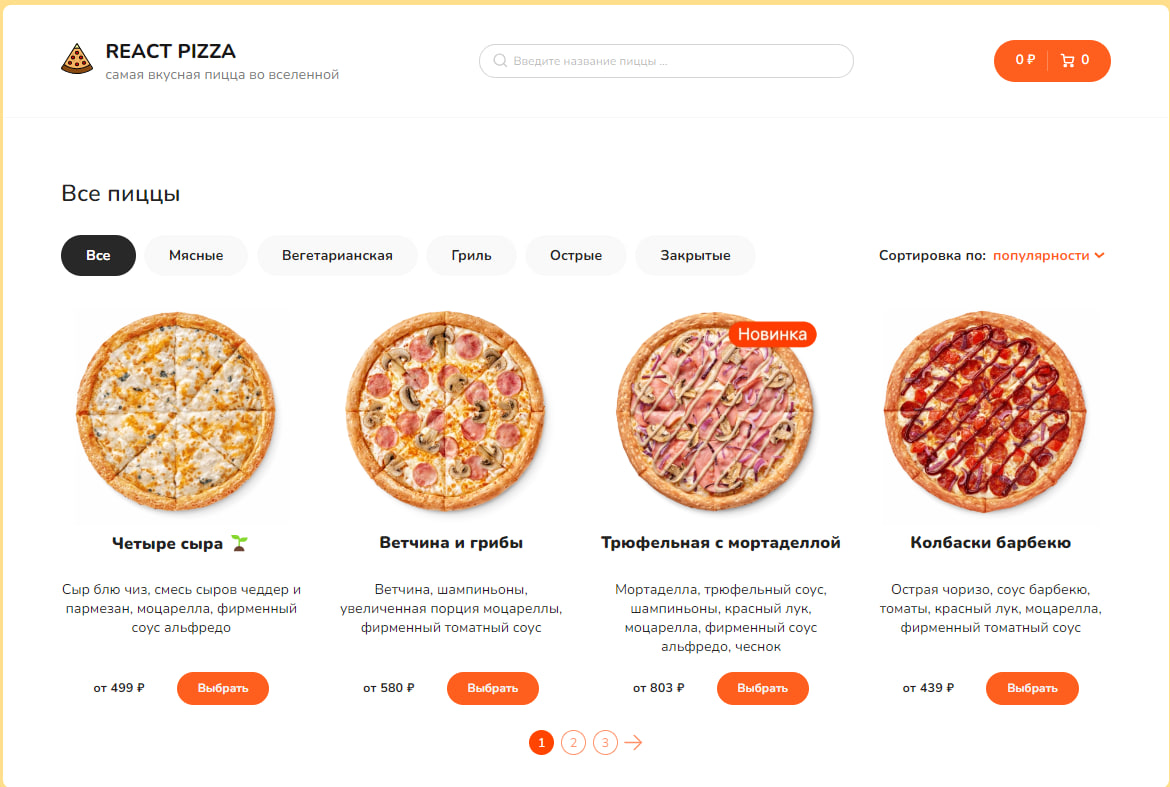 REACT PIZZA
самая вкусная пицца во вселенной
Введите название пиццы ...
0 ₽
0
Все пиццы
Все
Мясные
Вегетарианская
Гриль
Острые
Закрытые
Сортировка по: популярности
Новинка
Четыре сыра
Сыр блю чиз, смесь сыров чеддер и
пармезан, моцарелла, фирменный
соус альфредо
от 499 ₽
Выбрать
Ветчина и грибы
Ветчина, шампиньоны,
увеличенная порция моцареллы,
фирменный томатный соус
от 580 ₽
Выбрать
Трюфельная с мортаделлой
Мортаделла, трюфельный соус,
шампиньоны, красный лук,
моцарелла, фирменный соус
альфредо, чеснок
от 803 ₽
Выбрать
Колбаски барбекю
Острая чоризо, соус барбекю,
томаты, красный лук, моцарелла,
фирменный томатный соус
от 439 ₽
Выбрать
1
2
3